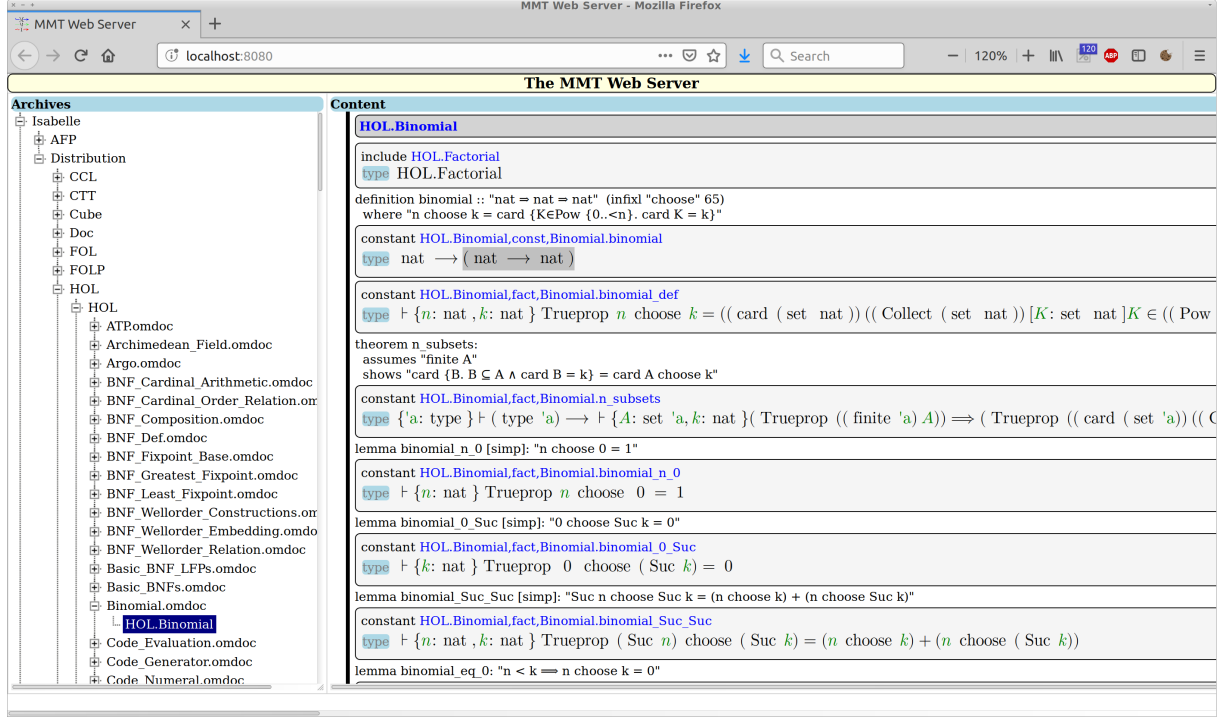 MMT Web Server - Mozilla Firefox
MMT Web Server
localhost:8080
Search
120%
120
ABP
The MMT Web Server
Archives
Isabelle
AFP
Distribution
CCL
CTT
Cube
Doc
FOL
FOLP
HOL
HOL
ATP.omdoc
Archimedean_Field.omdoc
Argo.omdoc
BNF_Cardinal_Arithmetic.omdoc
BNF_Cardinal_Order_Relation.om
BNF_Composition.omdoc
BNF_Def.omdoc
BNF_Fixpoint_Base.omdoc
BNF_Greatest_Fixpoint.omdoc
BNF_Least_Fixpoint.omdoc
BNF_Wellorder_Constructions.om
BNF_Wellorder_Embedding.omdo
BNF_Wellorder_Relation.omdoc
Basic_BNF_LFPs.omdoc
Basic_BNFs.omdoc
Binomial.omdoc
HOL.Binomial
Code_Evaluation.omdoc
Code_Generator.omdoc
Code_Numeral.omdoc
Content
HOL.Binomial
include HOL.Factorial
type HOL.Factorial
definition binomial :: "nat ⇒ nat ⇒ nat" (infixl "choose" 65)
where "n choose k = card {K∈Pow {0..<n}. card K = k}"
constant HOL.Binomial,const,Binomial.binomial
type nat ⟶ ( nat ⟶ nat )
constant HOL.Binomial,fact,Binomial.binomial_def
type ⊢ {n: nat , k: nat } Trueprop n choose k = (( card ( set nat )) (( Collect ( set nat )) [K: set nat ]K ∈ (( Pow
theorem n_subsets:
assumes "finite A"
shows "card {B. B ⊆ A ∧ card B = k} = card A choose k"
constant HOL.Binomial,fact,Binomial.n_subsets
type {'a: type } ⊢ ( type 'a) ⟶ ⊢ {A: set 'a, k: nat }( Trueprop (( finite 'a) A)) ⟹ ( Trueprop (( card ( set 'a)) (( C
lemma binomial_n_0 [simp]: "n choose 0 = 1"
constant HOL.Binomial,fact,Binomial.binomial_n_0
type ⊢ {n: nat } Trueprop n choose 0 = 1
lemma binomial_0_Suc [simp]: "0 choose Suc k = 0"
constant HOL.Binomial,fact,Binomial.binomial_0_Suc
type ⊢ {k: nat } Trueprop 0 choose ( Suc k) = 0
lemma binomial_Suc_Suc [simp]: "Suc n choose Suc k = (n choose k) + (n choose Suc k)"
constant HOL.Binomial,fact,Binomial.binomial_Suc_Suc
type ⊢ {n: nat , k: nat } Trueprop ( Suc n) choose ( Suc k) = (n choose k) + (n choose ( Suc k))
lemma binomial_eq_0: "n < k ⟹ n choose k = 0"